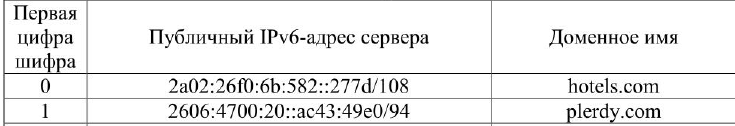 Первая цифра шифра Публичный IPv6-адрес сервера Доменное имя
0 2a02:26f0:6b:582::277d/108 hotels.com
1 2606:4700:20::ac43:49e0/94 plerdy.com